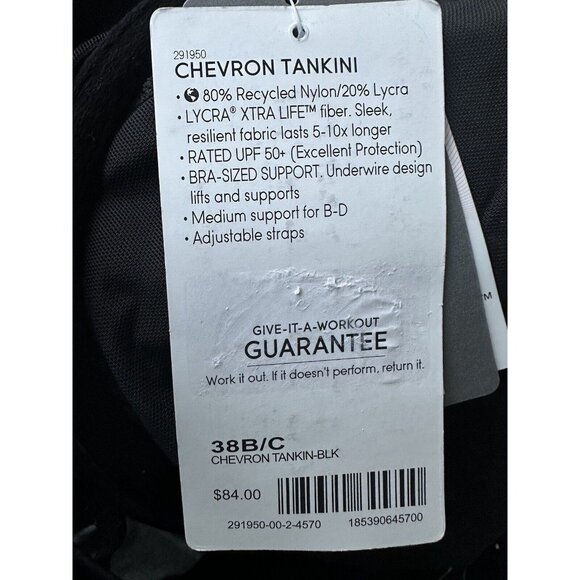 291950
CHEVRON TANKINI
• 80% Recycled Nylon/20% Lycra
• LYCRA® XTRA LIFE™ fiber. Sleek,
resilient fabric lasts 5-10x longer
• RATED UPF 50+ (Excellent Protection)
• BRA-SIZED SUPPORT. Underwire design
lifts and supports
• Medium support for B-D
• Adjustable straps
TM
GIVE-IT-A-WORKOUT
GUARANTEE
Work it out. If it doesn't perform, return it.
38B/C
CHEVRON TANKIN-BLK
$84.00
291950-00-2-4570 185390645700